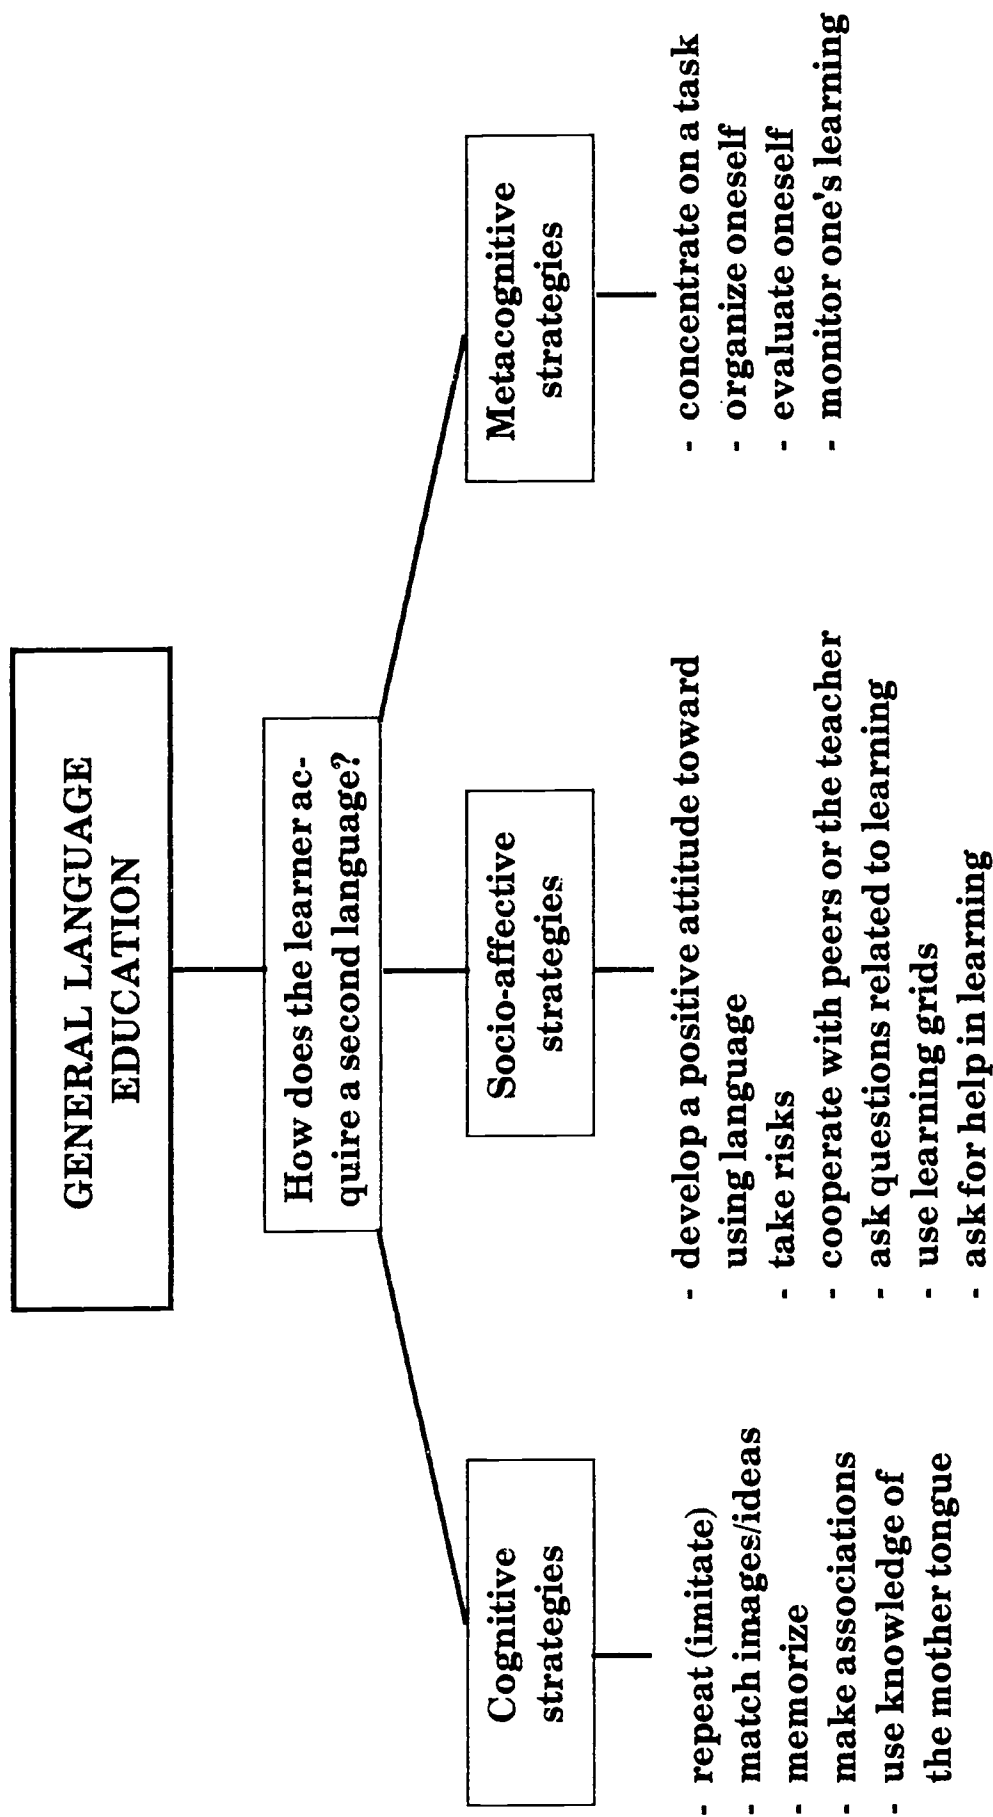 GENERAL LANGUAGE
EDUCATION
How does the learner ac-
quire a second language?
Cognitive
strategies
- repeat (imitate)
- match images/ideas
- memorize
- make associations
- use knowledge of
the mother tongue
Socio-affective
strategies
- develop a positive attitude toward
using language
- take risks
- cooperate with peers or the teacher
- ask questions related to learning
- use learning grids
- ask for help in learning
Metacognitive
strategies
- concentrate on a task
- organize oneself
- evaluate oneself
- monitor one's learning